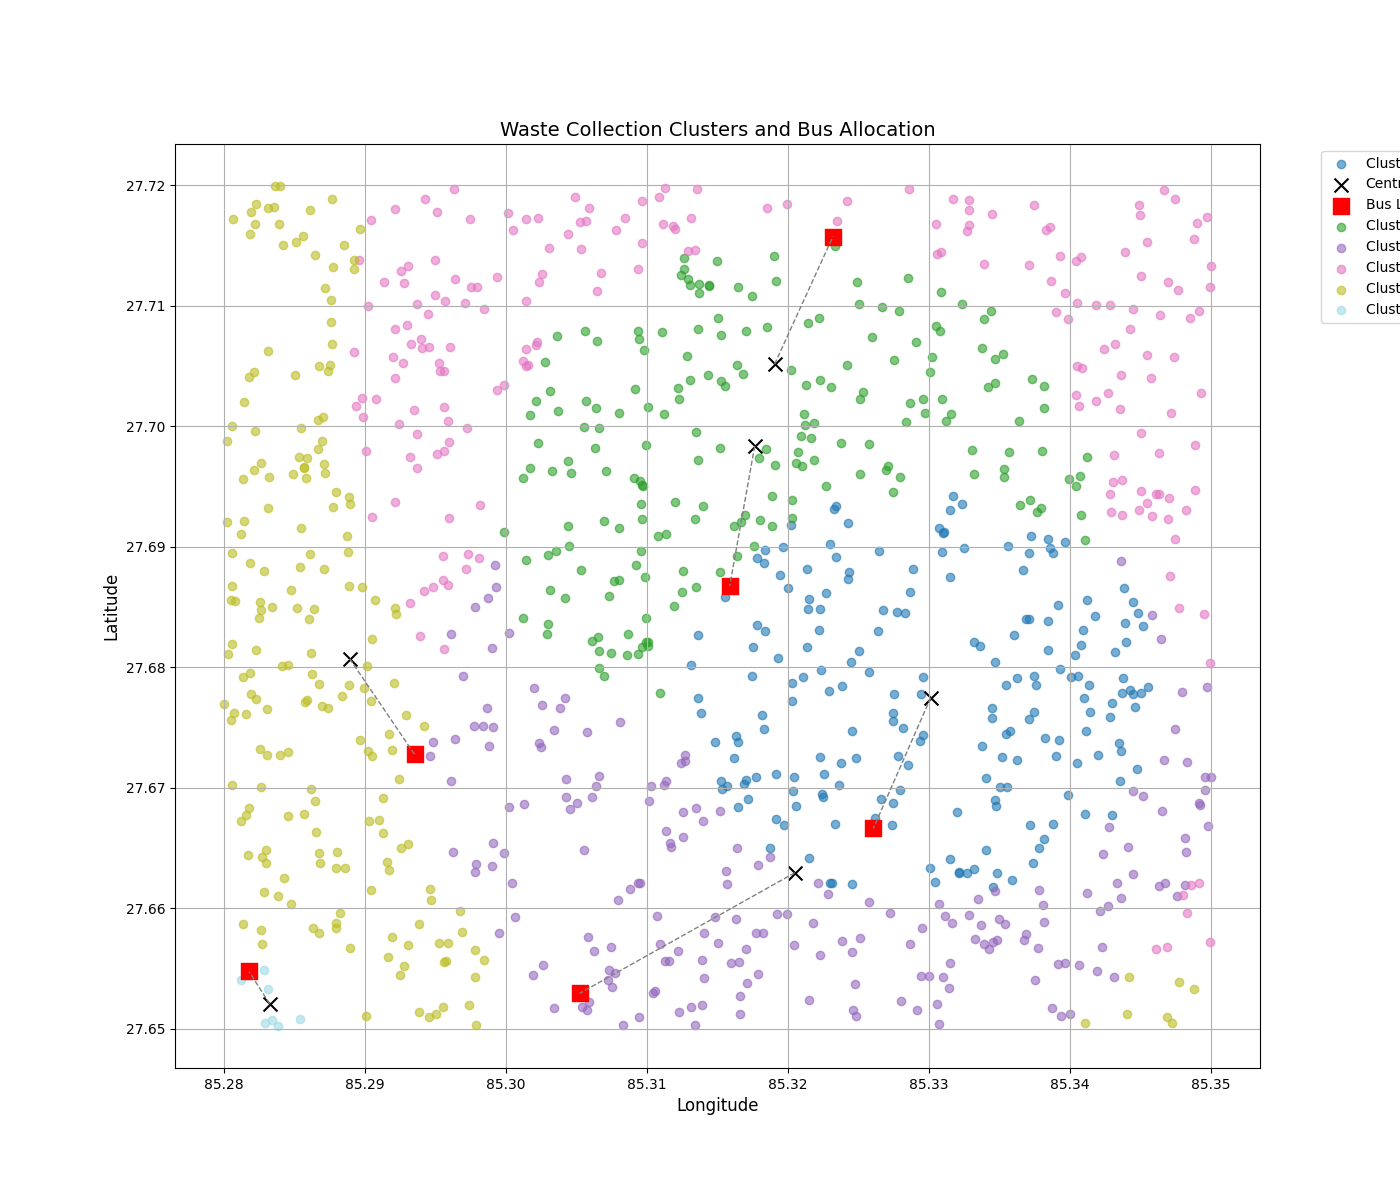 Waste Collection Clusters and Bus Allocation
Latitude
27.72
27.71
27.70
27.69
27.68
27.67
27.66
27.65
85.28 85.29 85.30 85.31 85.32 85.33 85.34 85.35
Longitude
Clust
Centr
Bus L
Clust
Clust
Clust
Clust
Clust